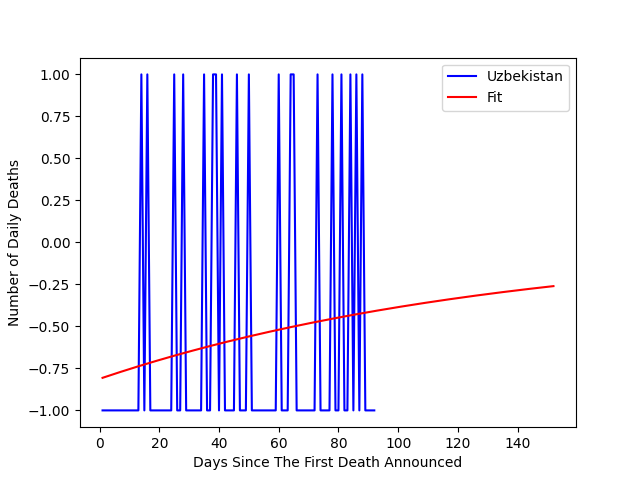 Uzbekistan
Fit
1.00
0.75
0.50
0.25
0.00
−0.25
−0.50
−0.75
−1.00
Number of Daily Deaths
0 20 40 60 80 100 120 140
Days Since The First Death Announced